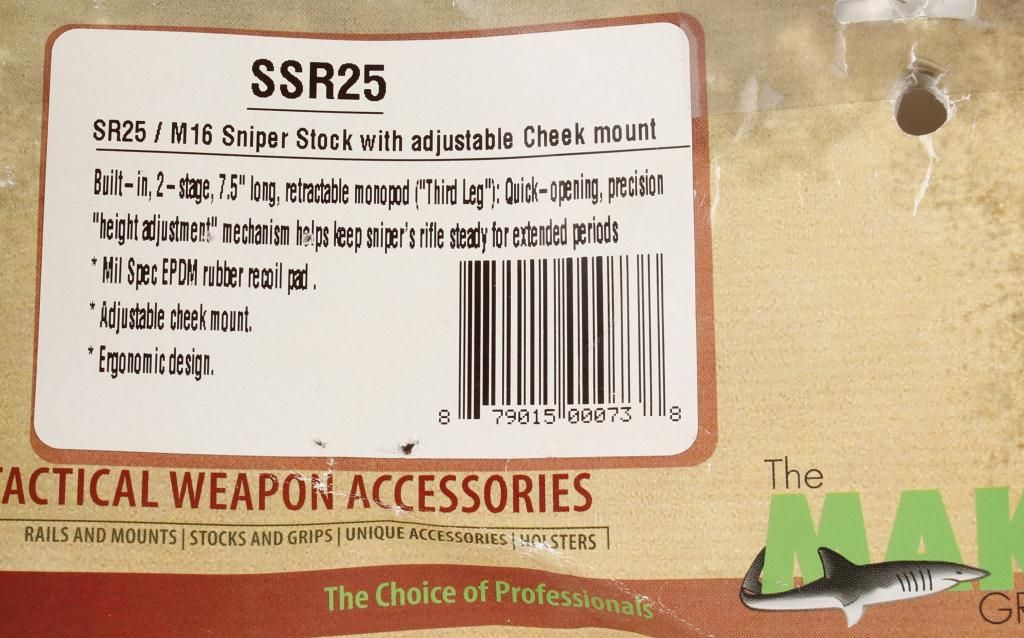 SSR25
SR25 / M16 Sniper Stock with adjustable Cheek mount
Built-in, 2-stage, 7.5" long, retractable monopod ("Third Leg"): Quick-opening, precision
"height adjustment" mechanism helps keep sniper's rifle steady for extended periods
* Mil Spec EPDM rubber recoil pad .
* Adjustable cheek mount.
* Ergonomic design.
8 79015 00073 8
TACTICAL WEAPON ACCESSORIES
RAILS AND MOUNTS | STOCKS AND GRIPS | UNIQUE ACCESSORIES | HOLSTERS
The Choice of Professionals
The
MAK
GR